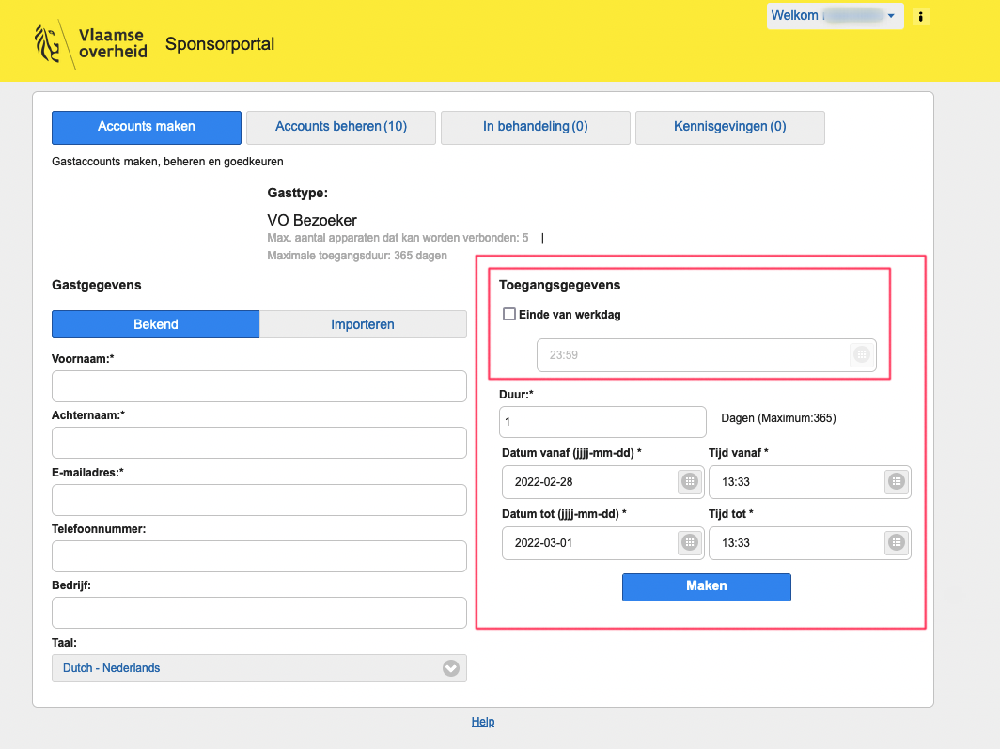 Welkom
Vlaamse
overheid
Sponsorportal
Accounts maken
Accounts beheren (10)
In behandeling (0)
Kennisgevingen (0)
Gastaccounts maken, beheren en goedkeuren
Gasttype:
VO Bezoeker
Max. aantal apparaten dat kan worden verbonden: 5 |
Maximale toegangsduur: 365 dagen
Gastgegevens
Bekend
Importeren
Voornaam:*
Achternaam:*
E-mailadres:*
Telefoonnummer:
Bedrijf:
Taal:
Dutch - Nederlands
Toegangsgegevens
Einde van werkdag
23:59
Duur:*
1 Dagen (Maximum:365)
Datum vanaf (jjjj-mm-dd) * Tijd vanaf *
2022-02-28 13:33
Datum tot (jjjj-mm-dd) * Tijd tot *
2022-03-01 13:33
Maken
Help